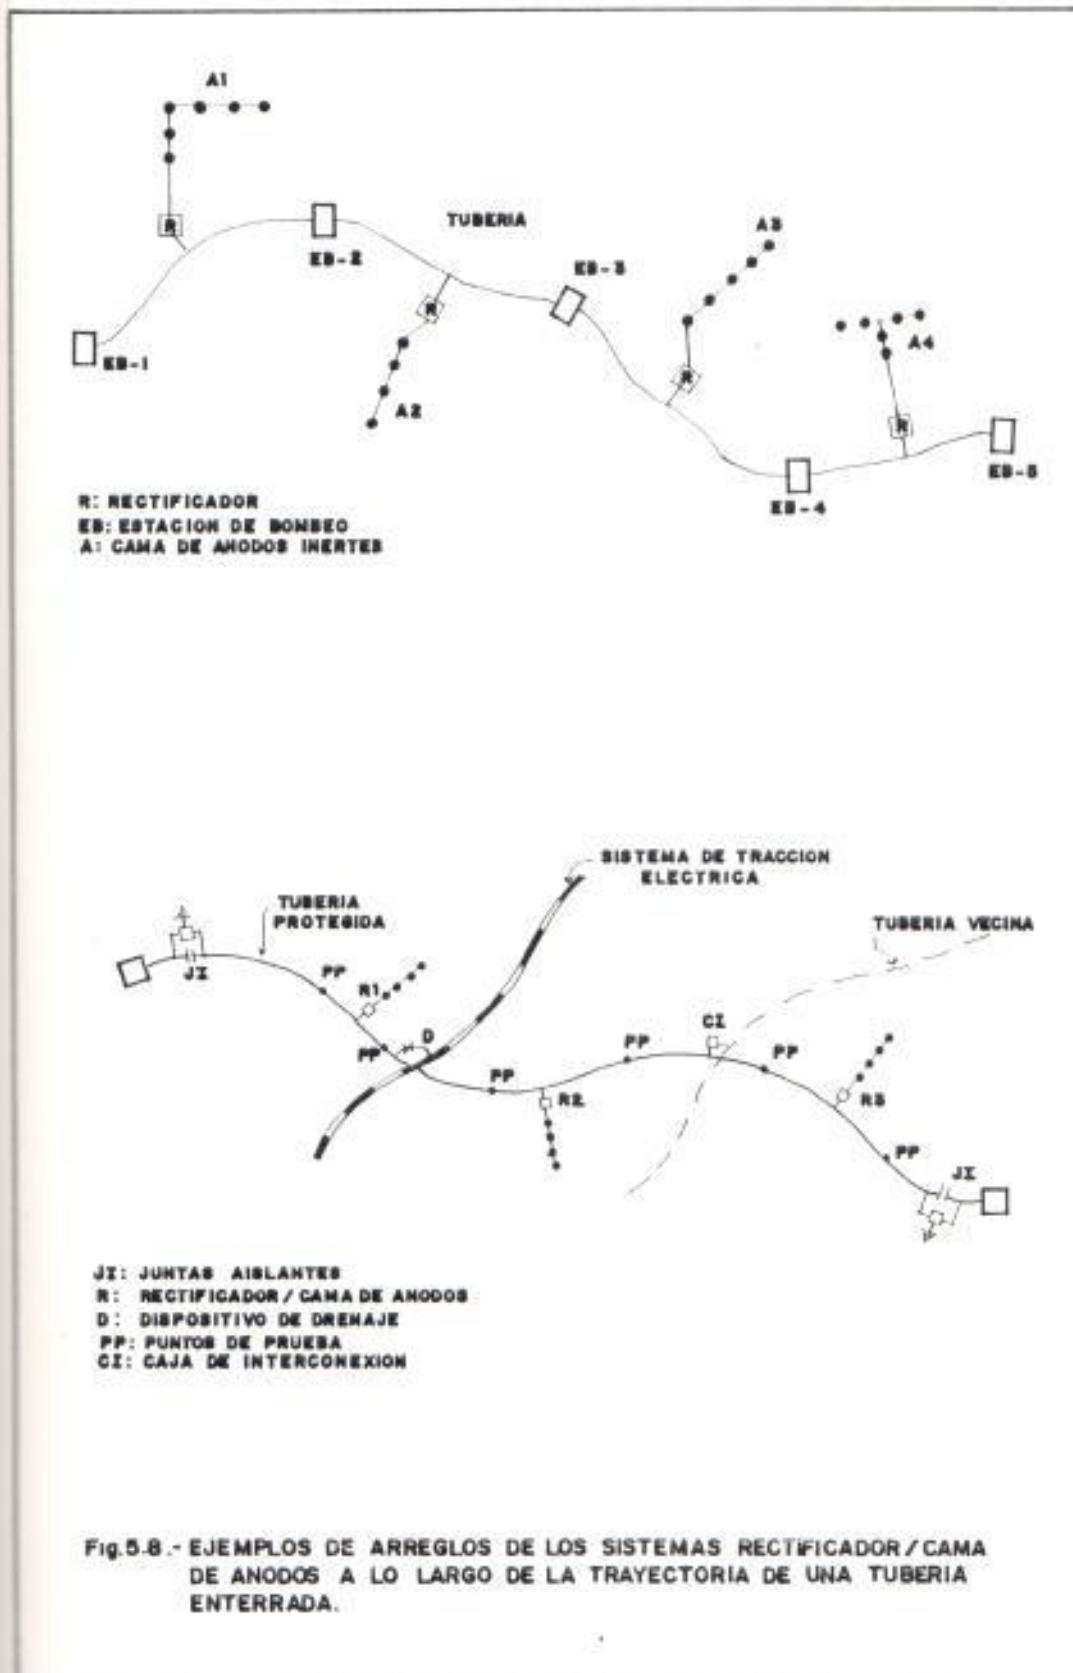 A1
R
TUBERIA
EB-2
A3
EB-3
R
A4
EB-1
R
A2
R
EB-5
EB-4
R: RECTIFICADOR
EB: ESTACION DE BOMBEO
A: CAMA DE ANODOS INERTES
SISTEMA DE TRACCION
ELECTRICA
TUBERIA
PROTEGIDA
TUBERIA VECINA
JI
PP
R1
D
CI
PP
PP
PP
PP
R2
R3
PP
JI
JI: JUNTAS AISLANTES
R: RECTIFICADOR/CAMA DE ANODOS
D: DISPOSITIVO DE DRENAJE
PP: PUNTOS DE PRUEBA
CI: CAJA DE INTERCONEXION
Fig.5.8.- EJEMPLOS DE ARREGLOS DE LOS SISTEMAS RECTIFICADOR/CAMA
DE ANODOS A LO LARGO DE LA TRAYECTORIA DE UNA TUBERIA
ENTERRADA.